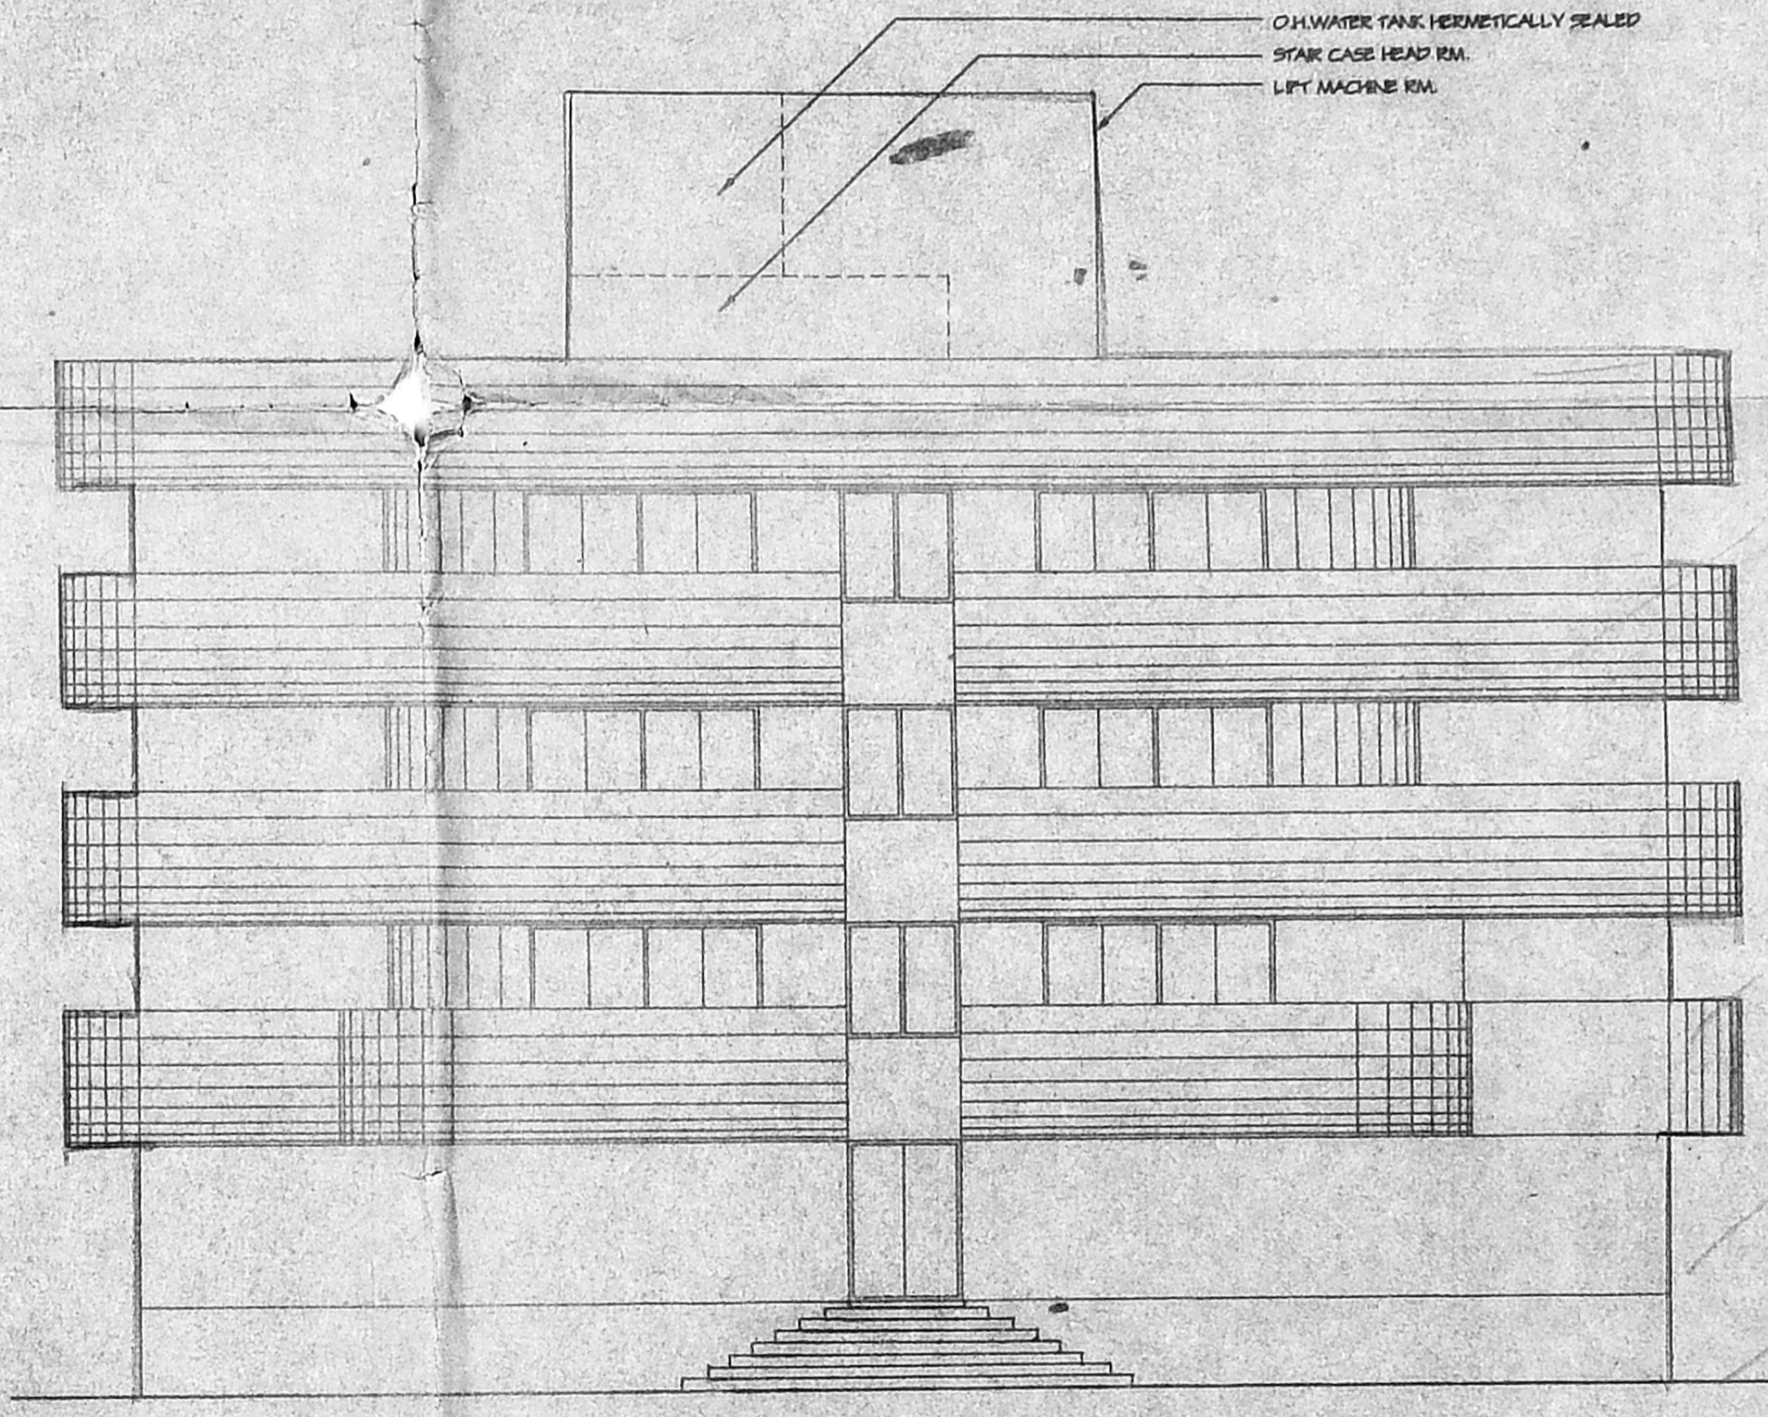 O.H.WATER TANK HERMETICALLY SEALED
STAIR CASE HEAD RM.
LIFT MACHINE RM.